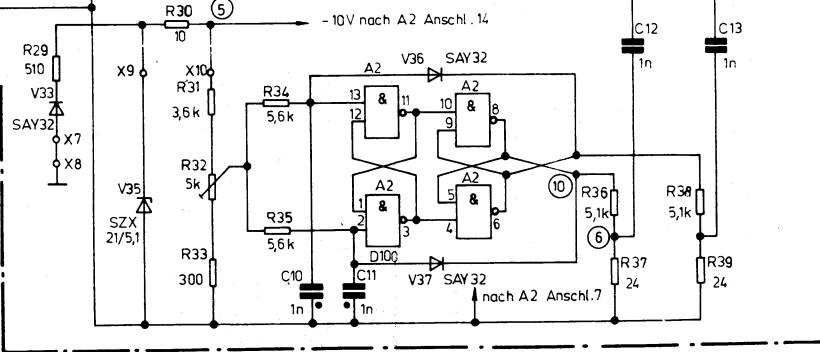 R30
5
-10V nach A2 Anschl.14
10
C12
C13
R29
510
X9
X10
A2
V36
SAY32
1n
1n
V33
R31
3,6k
R34
5,6k
13
12
&
11
A2
10
9
&
8
SAY32
X7
X8
R32
5k
A2
A2
10
R36
5,1k
R38
5,1k
V35
SZX
21/5,1
R35
5,6k
1
2
&
3
5
4
&
6
6
D100
R33
300
C10
C11
V37
SAY32
R37
24
R39
24
1n
1n
nach A2 Anschl.7